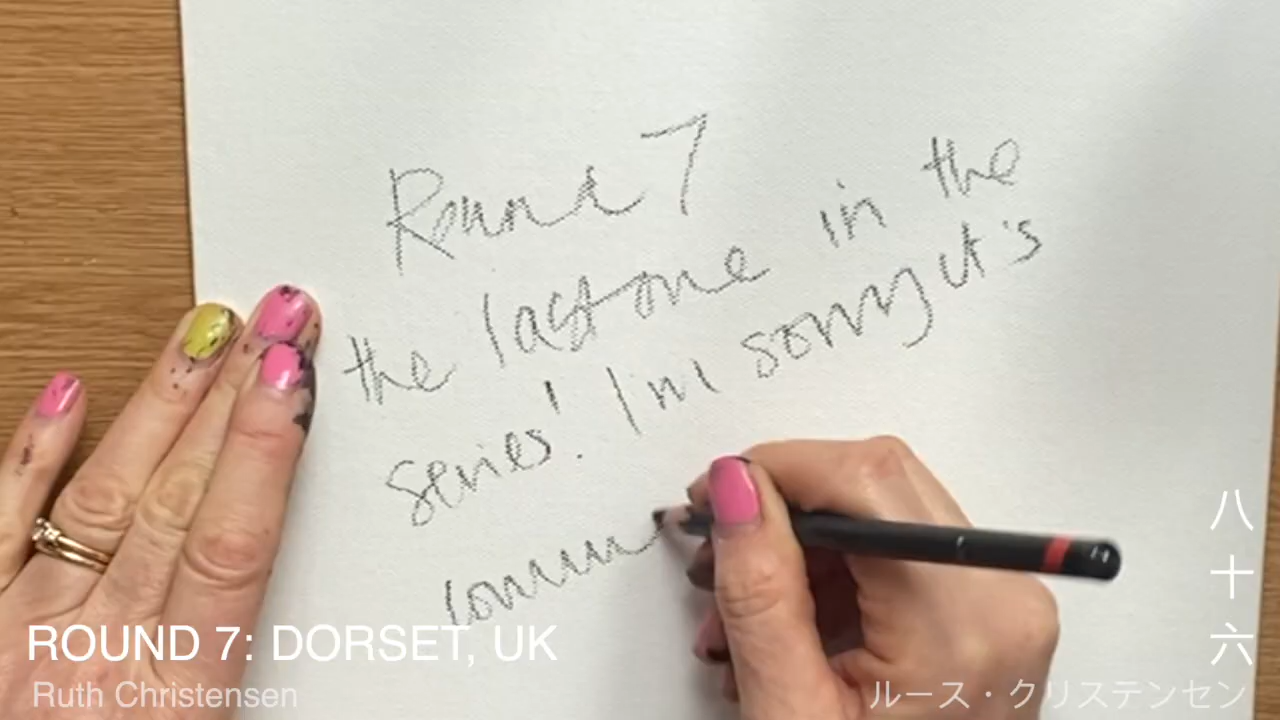 Round 7
the last one in the
series! I'm sorry it's
ROUND 7: DORSET, UK
Ruth Christensen
八十六
ルース・クリステンセン